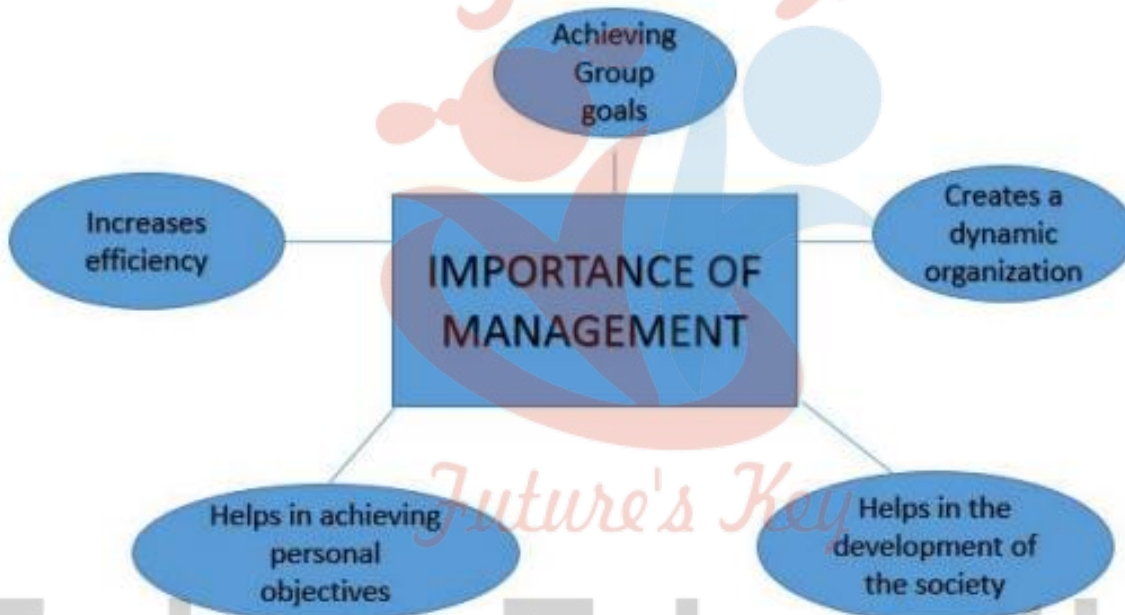 Achieving
Group
goals
Increases
efficiency
Creates a
dynamic
organization
IMPORTANCE OF
MANAGEMENT
Helps in achieving
personal
objectives
Helps in the
development of
the society
Future's Key